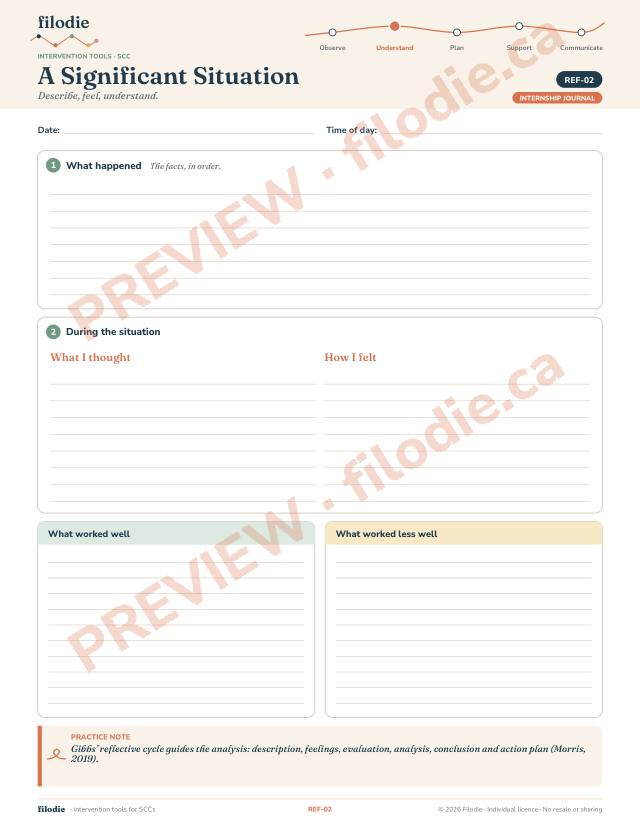 filodie
Observe Understand Plan Support Communicate
INTERVENTION TOOLS · SCC
A Significant Situation
Describe, feel, understand.
REF-02
INTERNSHIP JOURNAL
Date: Time of day:
1 What happened The facts, in order.
2 During the situation
What I thought How I felt
What worked well What worked less well
PRACTICE NOTE
Gibbs' reflective cycle guides the analysis: description, feelings, evaluation, analysis, conclusion and action plan (Morris,
2019).
filodie · intervention tools for SCCs REF-02 © 2026 Filodie · Individual licence · No resale or sharing
PREVIEW · filodie.ca
PREVIEW · filodie.ca